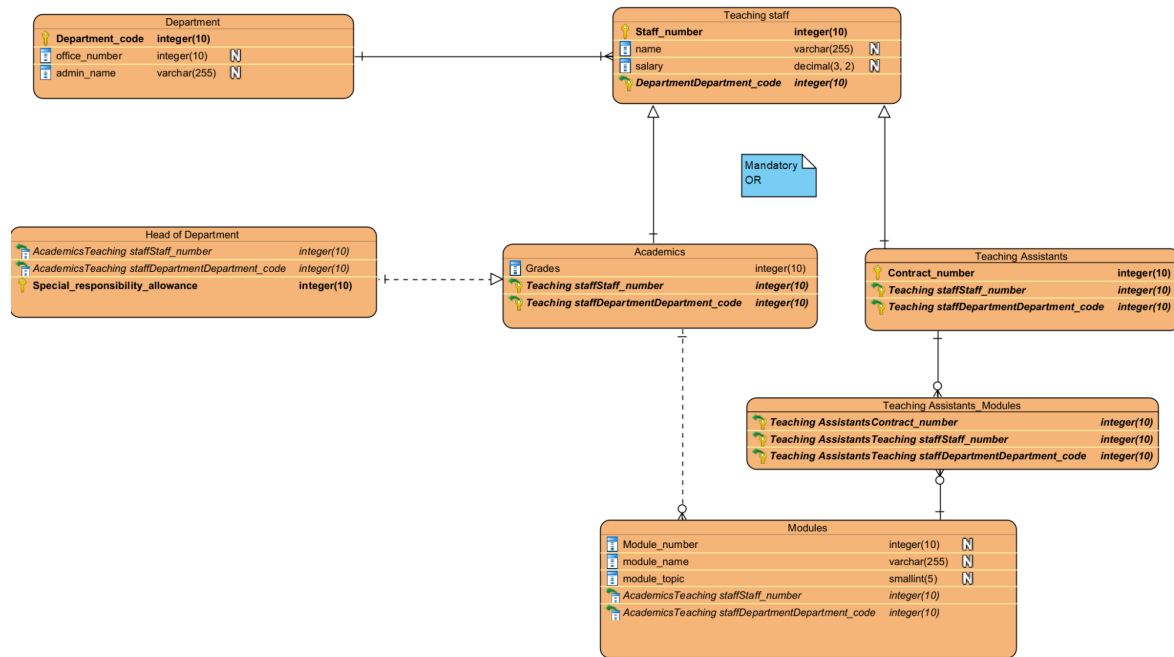 Department
Department_code integer(10)
office_number integer(10) N
admin_name varchar(255) N
Teaching staff
Staff_number integer(10)
name varchar(255) N
salary decimal(3, 2) N
DepartmentDepartment_code integer(10)
Mandatory
OR
Head of Department
AcademicsTeaching staffStaff_number integer(10)
AcademicsTeaching staffDepartmentDepartment_code integer(10)
Special_responsibility_allowance integer(10)
Academics
Grades integer(10)
Teaching staffStaff_number integer(10)
Teaching staffDepartmentDepartment_code integer(10)
Teaching Assistants
Contract_number integer(10)
Teaching staffStaff_number integer(10)
Teaching staffDepartmentDepartment_code integer(10)
Teaching Assistants_Modules
Teaching AssistantsContract_number integer(10)
Teaching AssistantsTeaching staffStaff_number integer(10)
Teaching AssistantsTeaching staffDepartmentDepartment_code integer(10)
Modules
Module_number integer(10) N
module_name varchar(255) N
module_topic smallint(5) N
AcademicsTeaching staffStaff_number integer(10)
AcademicsTeaching staffDepartmentDepartment_code integer(10)